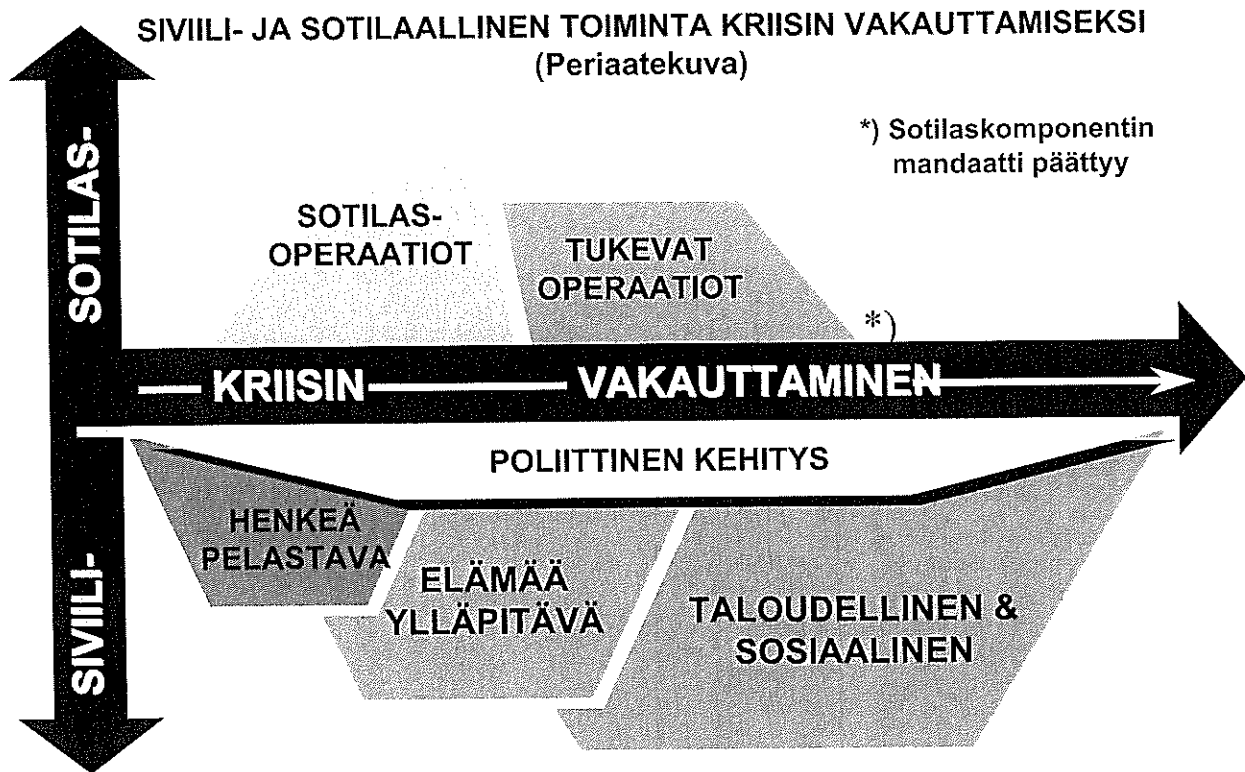 SIVIILI- JA SOTILAALLINEN TOIMINTA KRIISIN VAKAUTTAMISEKSI
(Periaatekuva)
*) Sotilaskomponentin
mandaatti päättyy
SOTILAS-
SOTILAS-
OPERAATIOT
TUKEVAT
OPERAATIOT
*)
KRIISIN VAKAUTTAMINEN
POLIITTINEN KEHITYS
SIVIILI-
HENKEÄ
PELASTAVA
ELÄMÄÄ
YLLÄPITÄVÄ
TALOUDELLINEN &
SOSIAALINEN